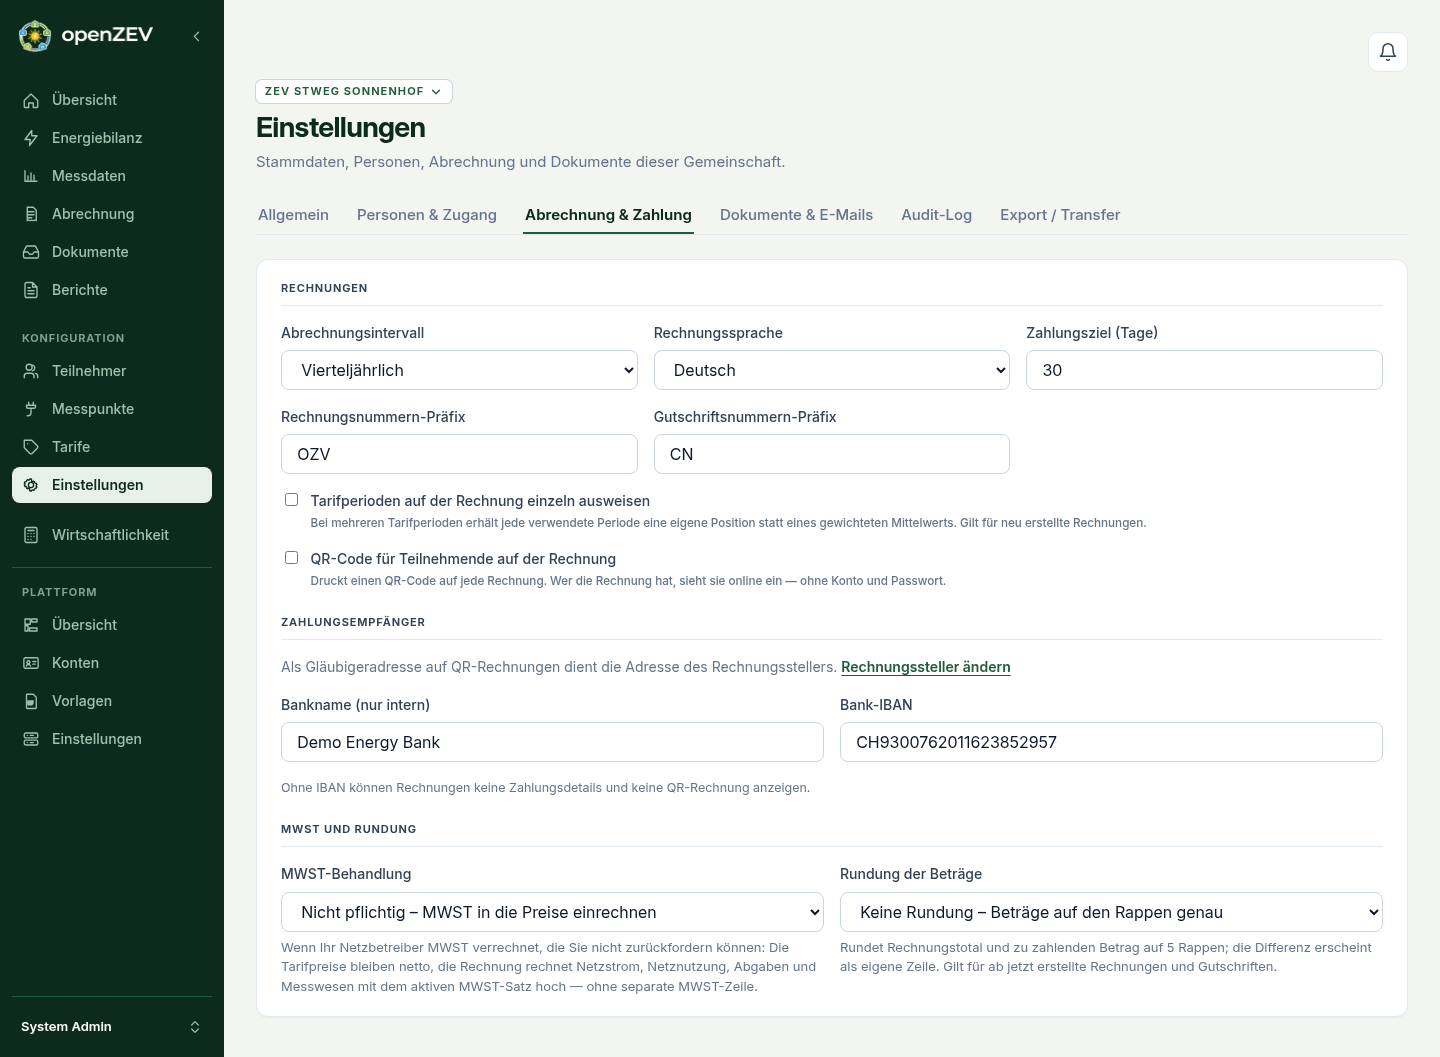 openZEV
Übersicht
Energiebilanz
Messdaten
Abrechnung
Dokumente
Berichte
KONFIGURATION
Teilnehmer
Messpunkte
Tarife
Einstellungen
Wirtschaftlichkeit
PLATTFORM
Übersicht
Konten
Vorlagen
Einstellungen
System Admin
ZEV STWEG SONNENHOF
Einstellungen
Stammdaten, Personen, Abrechnung und Dokumente dieser Gemeinschaft.
Allgemein Personen & Zugang Abrechnung & Zahlung Dokumente & E-Mails Audit-Log Export / Transfer
RECHNUNGEN
Abrechnungsintervall Rechnungssprache Zahlungsziel (Tage)
Vierteljährlich Deutsch 30
Rechnungsnummern-Präfix Gutschriftsnummern-Präfix
OZV CN
Tarifperioden auf der Rechnung einzeln ausweisen
Bei mehreren Tarifperioden erhält jede verwendete Periode eine eigene Position statt eines gewichteten Mittelwerts. Gilt für neu erstellte Rechnungen.
QR-Code für Teilnehmende auf der Rechnung
Druckt einen QR-Code auf jede Rechnung. Wer die Rechnung hat, sieht sie online ein — ohne Konto und Passwort.
ZAHLUNGSEMPFÄNGER
Als Gläubigeradresse auf QR-Rechnungen dient die Adresse des Rechnungsstellers. Rechnungssteller ändern
Bankname (nur intern) Bank-IBAN
Demo Energy Bank CH9300762011623852957
Ohne IBAN können Rechnungen keine Zahlungsdetails und keine QR-Rechnung anzeigen.
MWST UND RUNDUNG
MWST-Behandlung Rundung der Beträge
Nicht pflichtig – MWST in die Preise einrechnen Keine Rundung – Beträge auf den Rappen genau
Wenn Ihr Netzbetreiber MWST verrechnet, die Sie nicht zurückfordern können: Die
Tarifpreise bleiben netto, die Rechnung rechnet Netzstrom, Netznutzung, Abgaben und
Messwesen mit dem aktiven MWST-Satz hoch — ohne separate MWST-Zeile.
Rundet Rechnungstotal und zu zahlenden Betrag auf 5 Rappen; die Differenz erscheint
als eigene Zeile. Gilt für ab jetzt erstellte Rechnungen und Gutschriften.